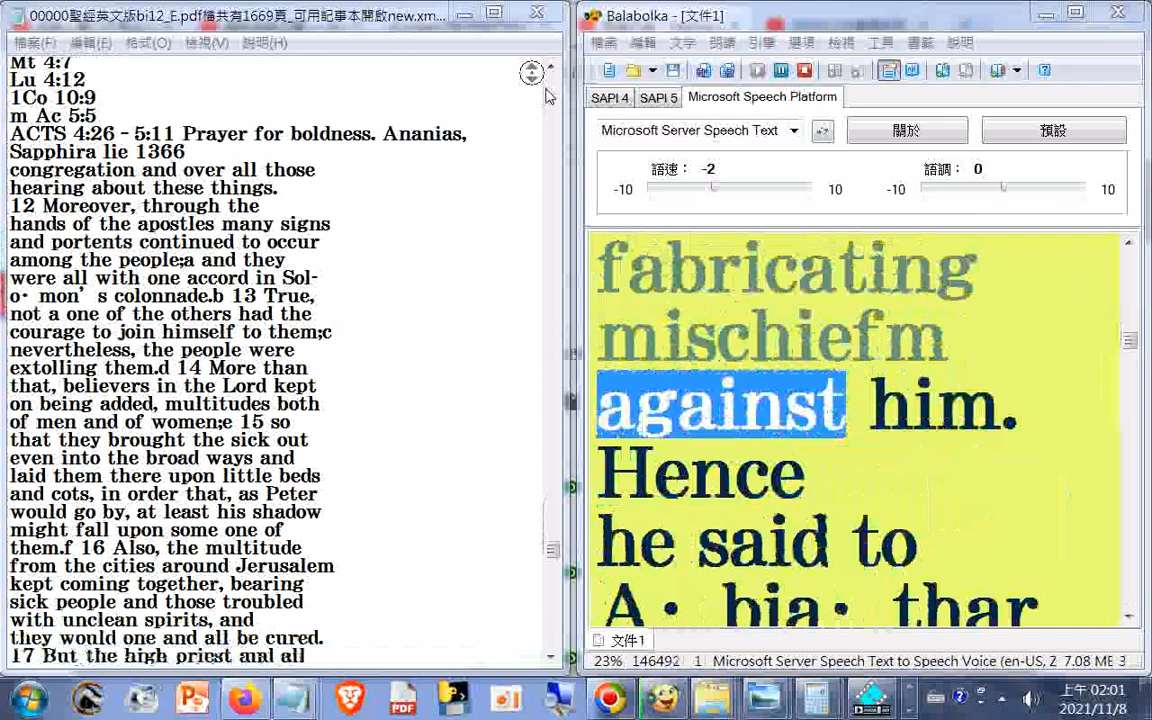 00000聖經英文版bi12_E.pdf檔共有1669頁_可用記事本開啟new.xm...
檔案(F) 編輯(E) 格式(O) 檢視(V) 說明(H)
Mt 4:7
Lu 4:12
1Co 10:9
m Ac 5:5
ACTS 4:26 - 5:11 Prayer for boldness. Ananias,
Sapphira lie 1366
congregation and over all those
hearing about these things.
12 Moreover, through the
hands of the apostles many signs
and portents continued to occur
among the people;a and they
were all with one accord in Sol-
o· mon’s colonnade.b 13 True,
not a one of the others had the
courage to join himself to them;c
nevertheless, the people were
extolling them.d 14 More than
that, believers in the Lord kept
on being added, multitudes both
of men and of women;e 15 so
that they brought the sick out
even into the broad ways and
laid them there upon little beds
and cots, in order that, as Peter
would go by, at least his shadow
might fall upon some one of
them.f 16 Also, the multitude
from the cities around Jerusalem
kept coming together, bearing
sick people and those troubled
with unclean spirits, and
they would one and all be cured.
17 But the high priest and all
Balabolka - [文件1]
檔案 編輯 文字 朗讀 引擎 選項 檢視 工具 書籤 說明
SAPI 4 SAPI 5 Microsoft Speech Platform
Microsoft Server Speech Text 關於 預設
語速： -2 語調： 0
-10 10 -10 10
fabricating
mischiefm
against him.
Hence
he said to
A· bia· thar
文件1
23% 146492 1 Microsoft Server Speech Text to Speech Voice (en-US, Z 7.08 ME 3
PDF
上午 02:01
2021/11/8